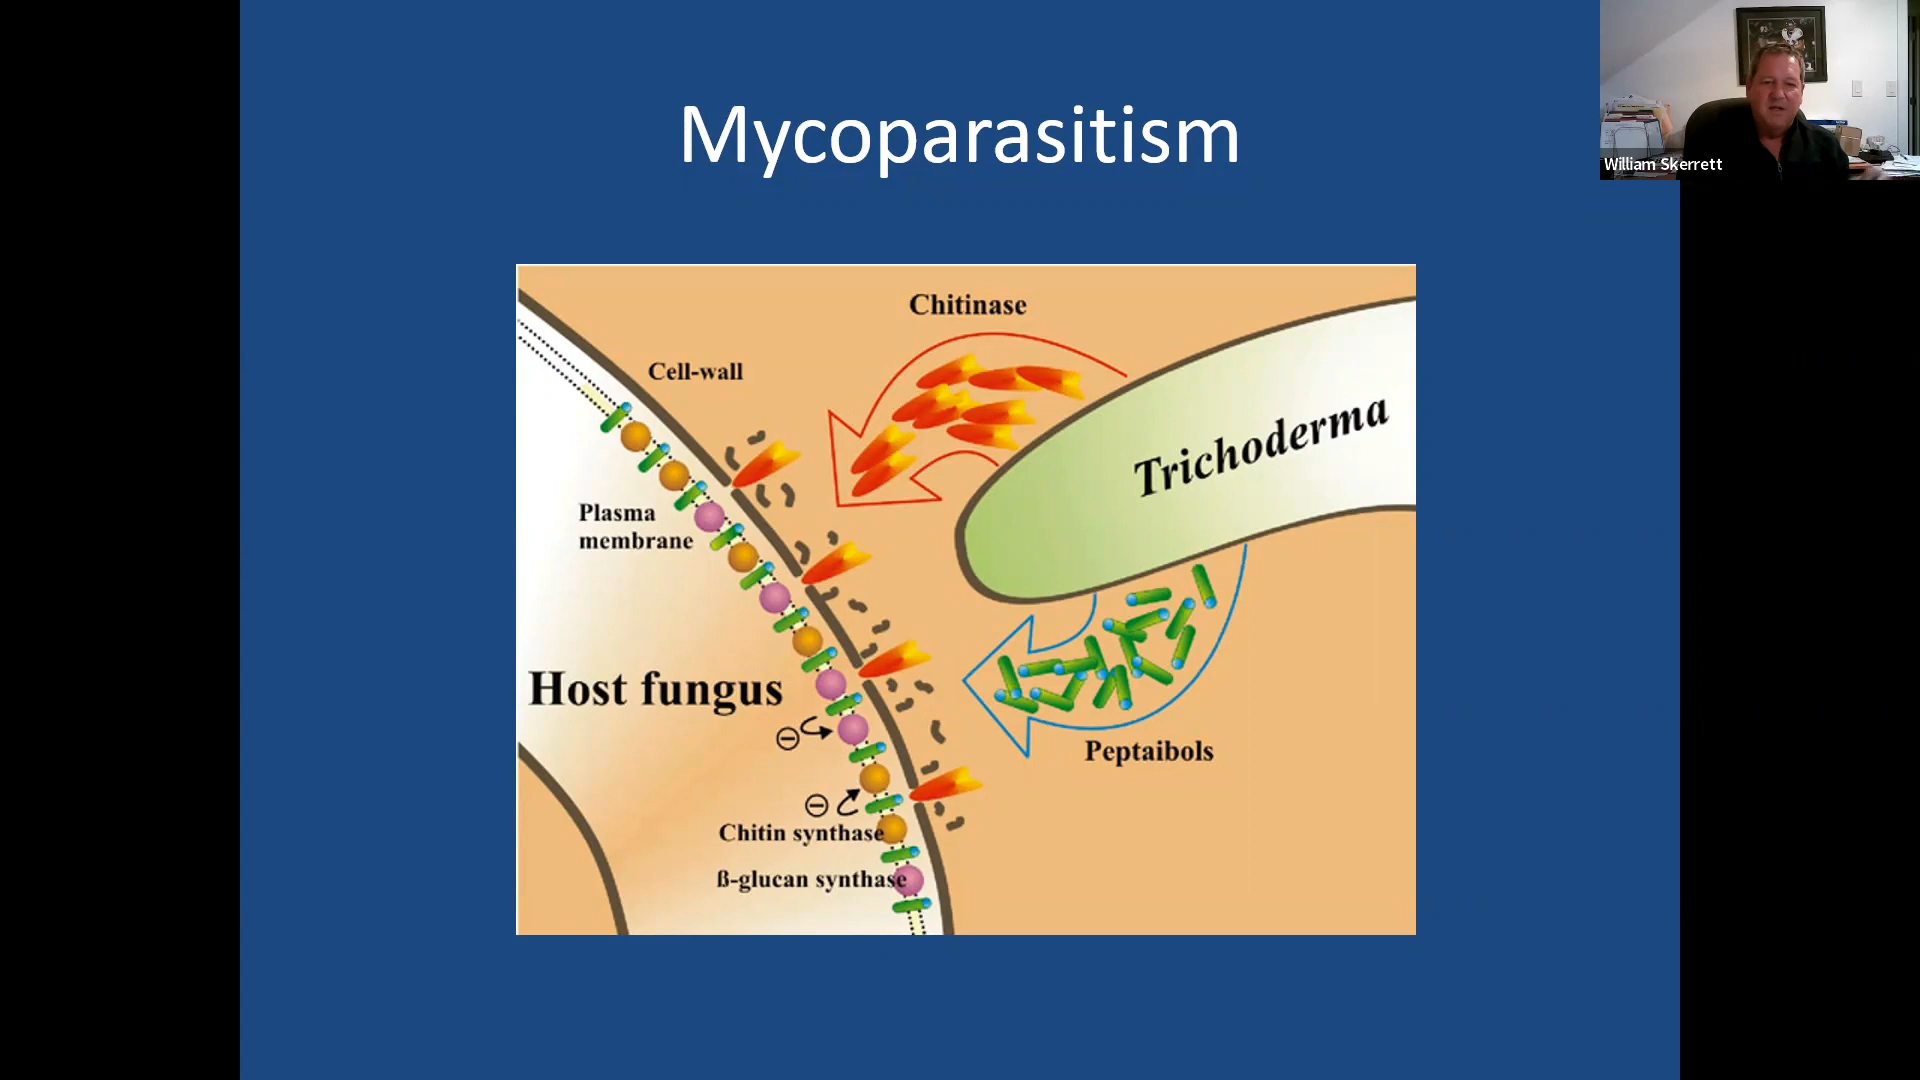 Mycoparasitism
William Skerrett
Chitinase
Cell-wall
Trichoderma
Plasma
membrane
Host fungus
Peptaibols
Chitin synthase
ß-glucan synthase